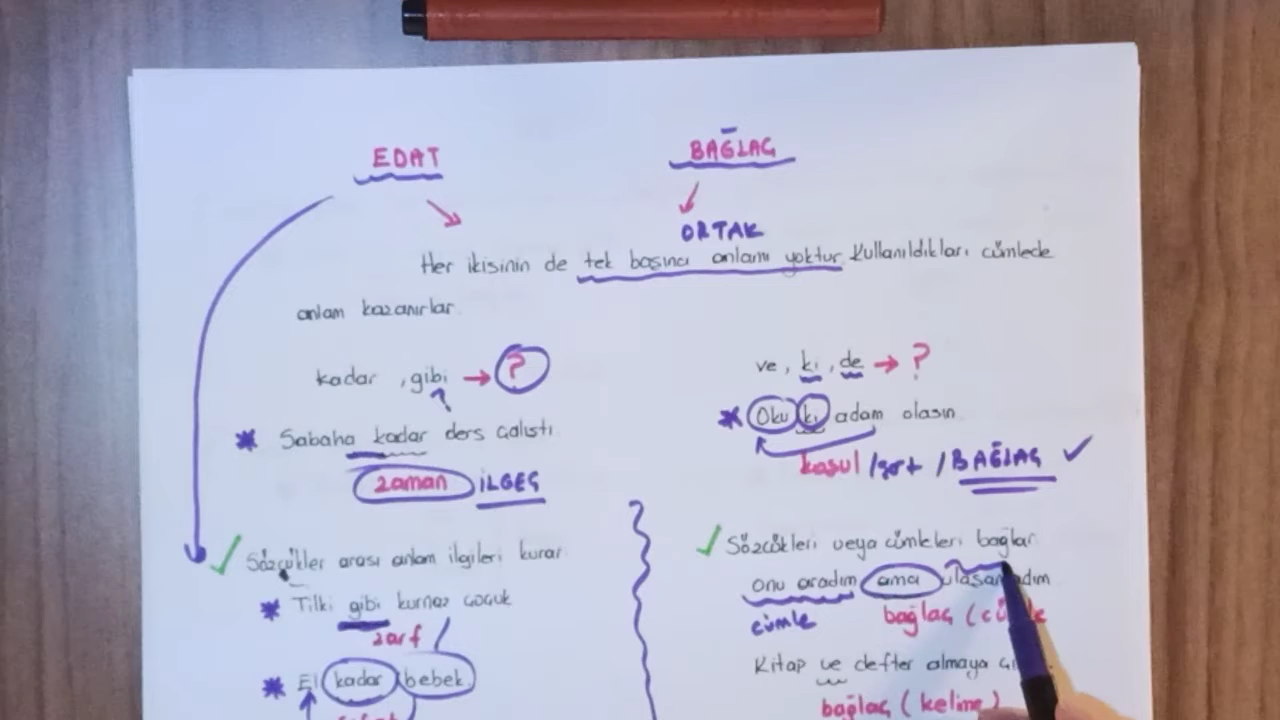 EDAT
BAĞLAÇ
ORTAK
Her ikisinin de tek başına anlamı yoktur. Kullanıldıkları cümlede
anlam kazanırlar.
kadar, gibi → ?
* Sabaha kadar ders çalıştı.
zaman İLGEÇ
✓ Sözcükler arası anlam ilgileri kurar.
* Tilki gibi kurnaz çocuk
zarf
* El kadar bebek
ve, ki, de → ?
* Oku ki adam olasın.
koşul /şart /BAĞLAÇ ✓
✓ Sözcükleri veya cümleleri bağlar.
Onu aradım ama
cümle bağlaç (
Kitap ve defter almaya
bağlaç (kelime)